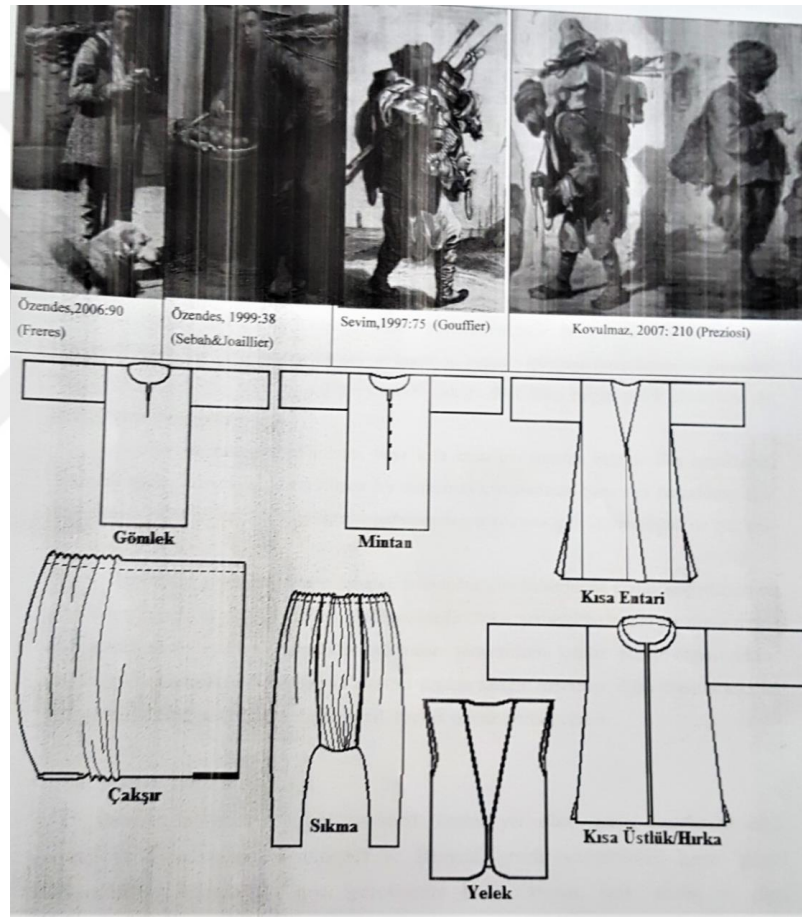 Özendes,2006:90
(Freres)
Özendes, 1999:38
(Sebah&Joaillier)
Sevim,1997:75 (Gouffier)
Kovulmaz, 2007: 210 (Preziosi)
Gömlek
Mintan
Kısa Entari
Çakşır
Sıkma
Yelek
Kısa Üstlük/Hırka